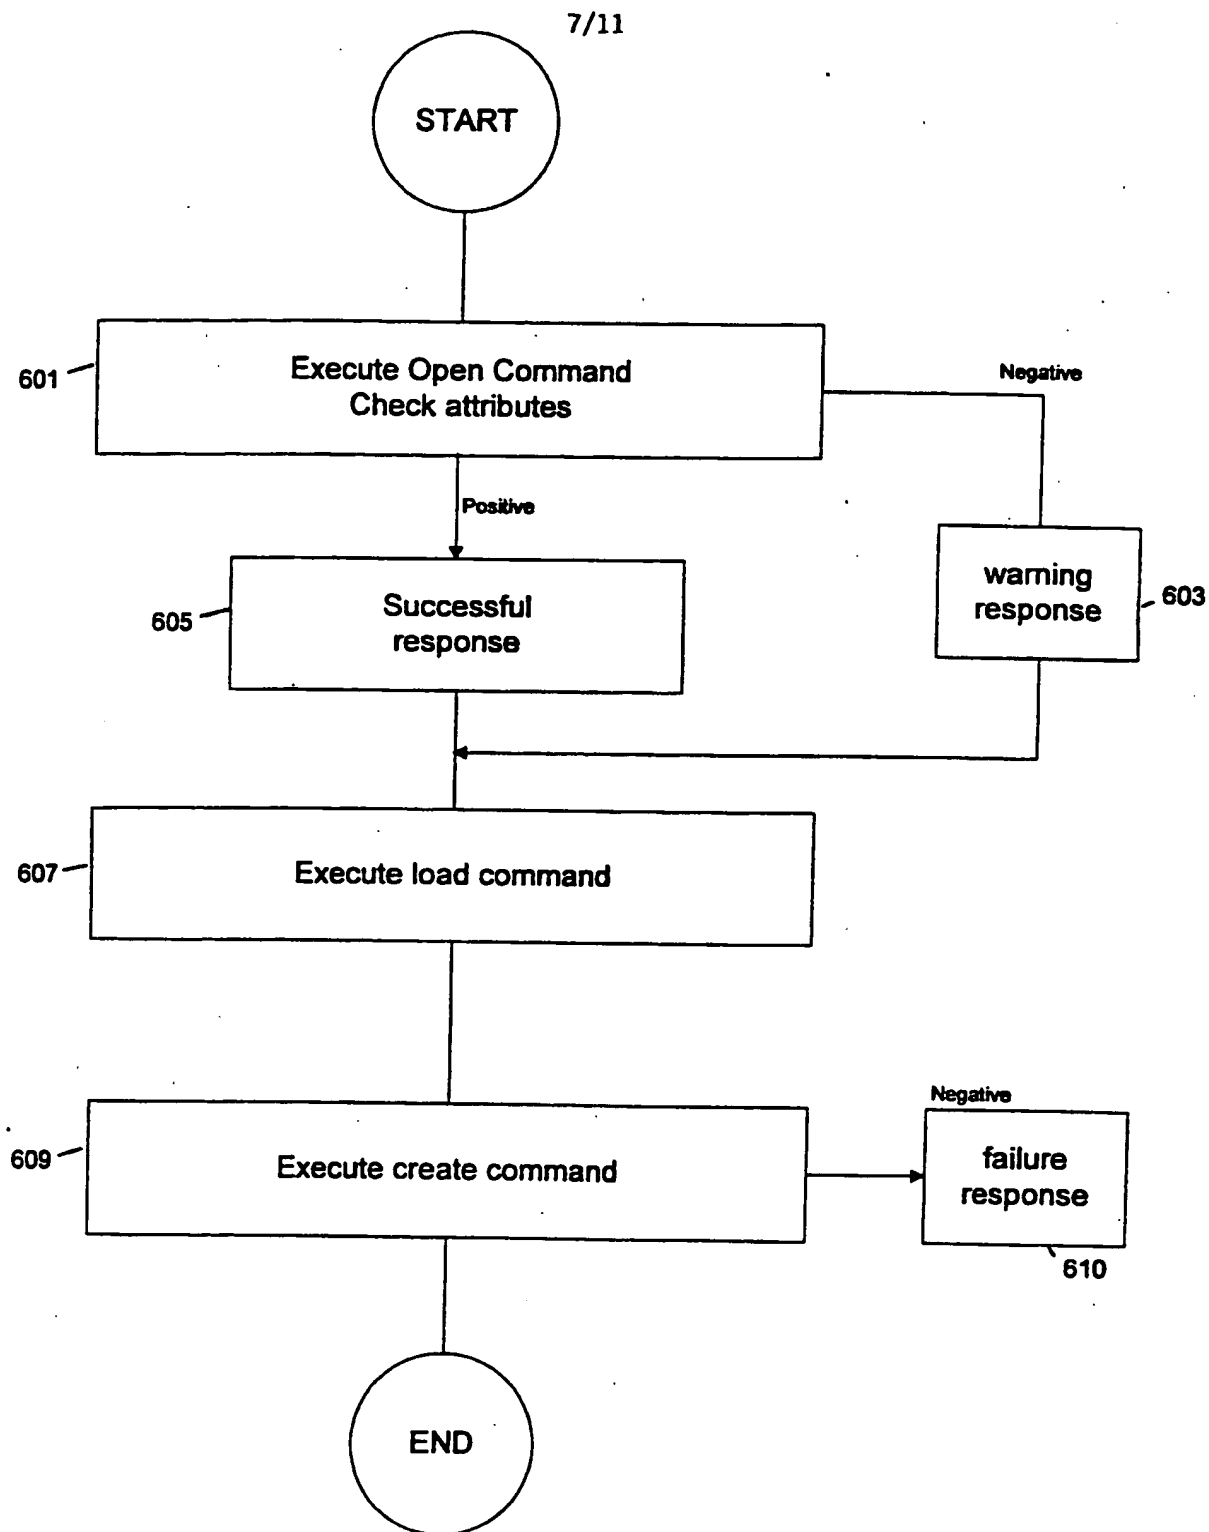 7/11
START
601
Execute Open Command
Check attributes
Negative
Positive
605
Successful
response
warning
response
603
607
Execute load command
609
Execute create command
Negative
failure
response
610
END